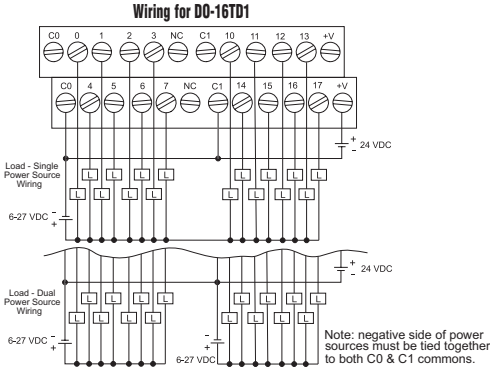 Wiring for DO-16TD1
C0 0 1 2 3 NC C1 10 11 12 13 +V
C0 4 5 6 7 NC C1 14 15 16 17 +V
+
-
24 VDC
Load - Single
Power Source
Wiring
L L L L L L L L
L L L L L L L L
6-27 VDC
-
+
+
-
24 VDC
Load - Dual
Power Source
Wiring
L L L L L L L L
L L L L L L L L
6-27 VDC
-
+
6-27 VDC
-
+
Note: negative side of power
sources must be tied together
to both C0 & C1 commons.